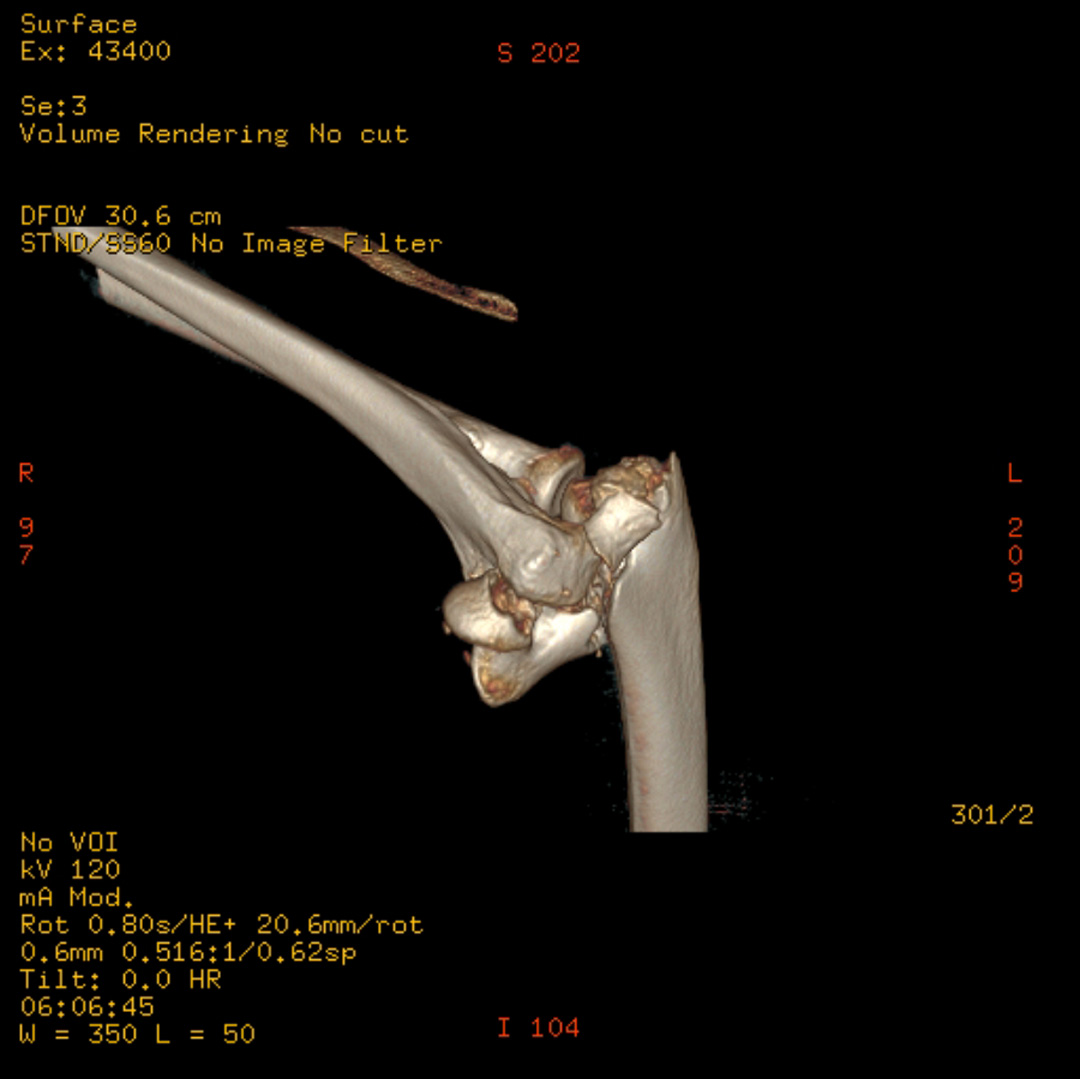 Surface
Ex: 43400
S 202
Se:3
Volume Rendering No cut
DFOV 30.6 cm
STND/SS60 No Image Filter
R
L
9
7
2
0
9
301/2
No VOI
kV 120
mA Mod.
Rot 0.80s/HE+ 20.6mm/rot
0.6mm 0.516:1/0.62sp
Tilt: 0.0 HR
06:06:45
I 104
W = 350 L = 50